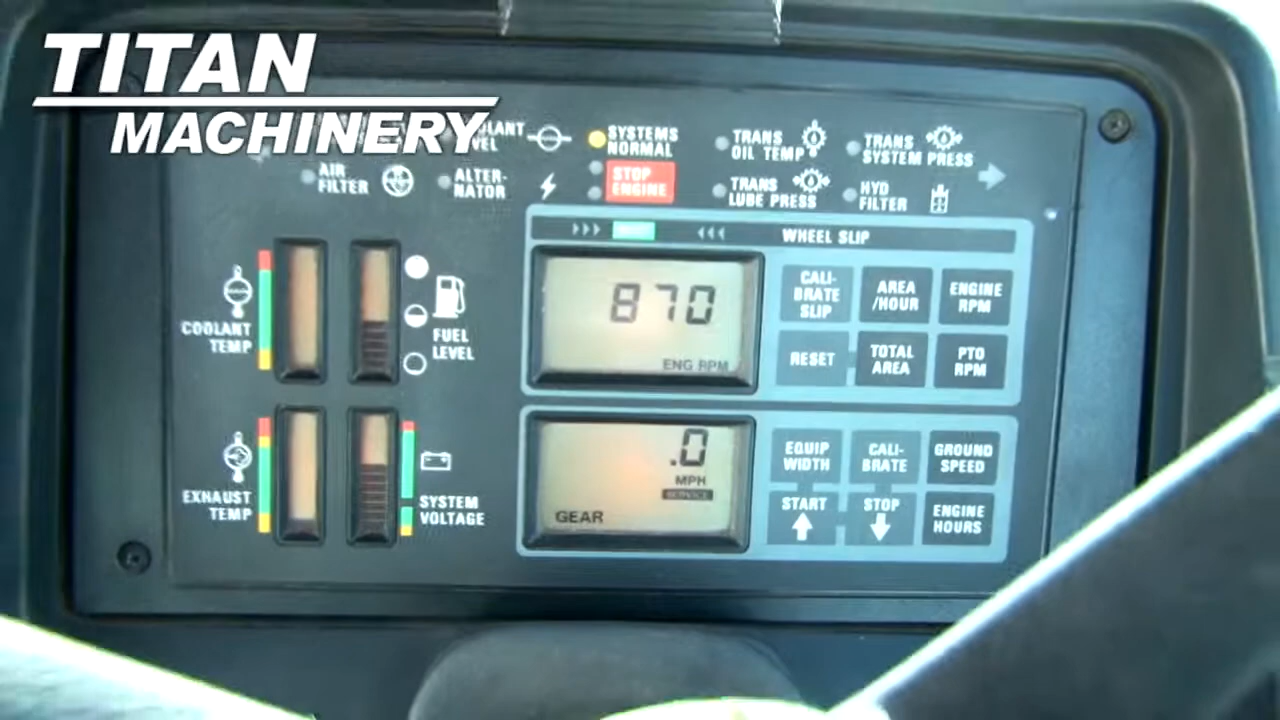 TITAN
MACHINERY
SYSTEMS
NORMAL
TRANS
OIL TEMP
TRANS
SYSTEM PRESS
AIR
FILTER
ALTER-
NATOR
STOP
ENGINE
TRANS
LUBE PRESS
HYD
FILTER
WHEEL SLIP
COOLANT
TEMP
FUEL
LEVEL
870
ENG RPM
CALI-
BRATE
SLIP
AREA
/HOUR
ENGINE
RPM
RESET
TOTAL
AREA
PTO
RPM
EXHAUST
TEMP
SYSTEM
VOLTAGE
.0
MPH
SERVICE
GEAR
EQUIP
WIDTH
CALI-
BRATE
GROUND
SPEED
START
STOP
ENGINE
HOURS